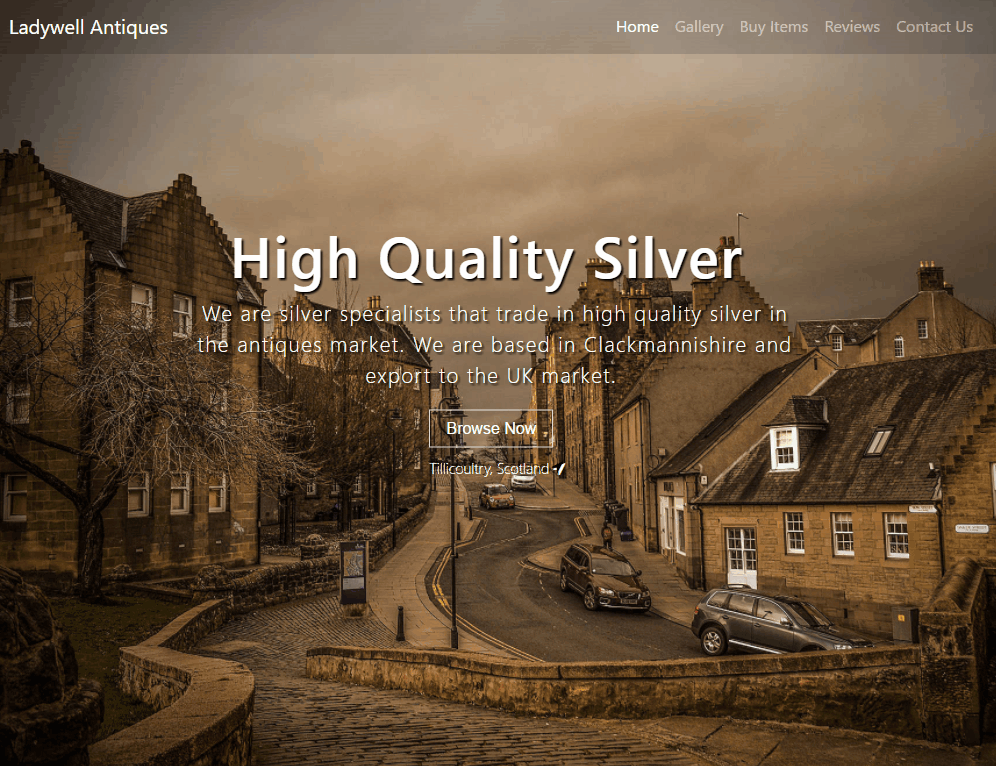 Ladywell Antiques
Home Gallery Buy Items Reviews Contact Us
High Quality Silver
We are silver specialists that trade in high quality silver in
the antiques market. We are based in Clackmannishire and
export to the UK market.
Browse Now
Tillicoultry, Scotland